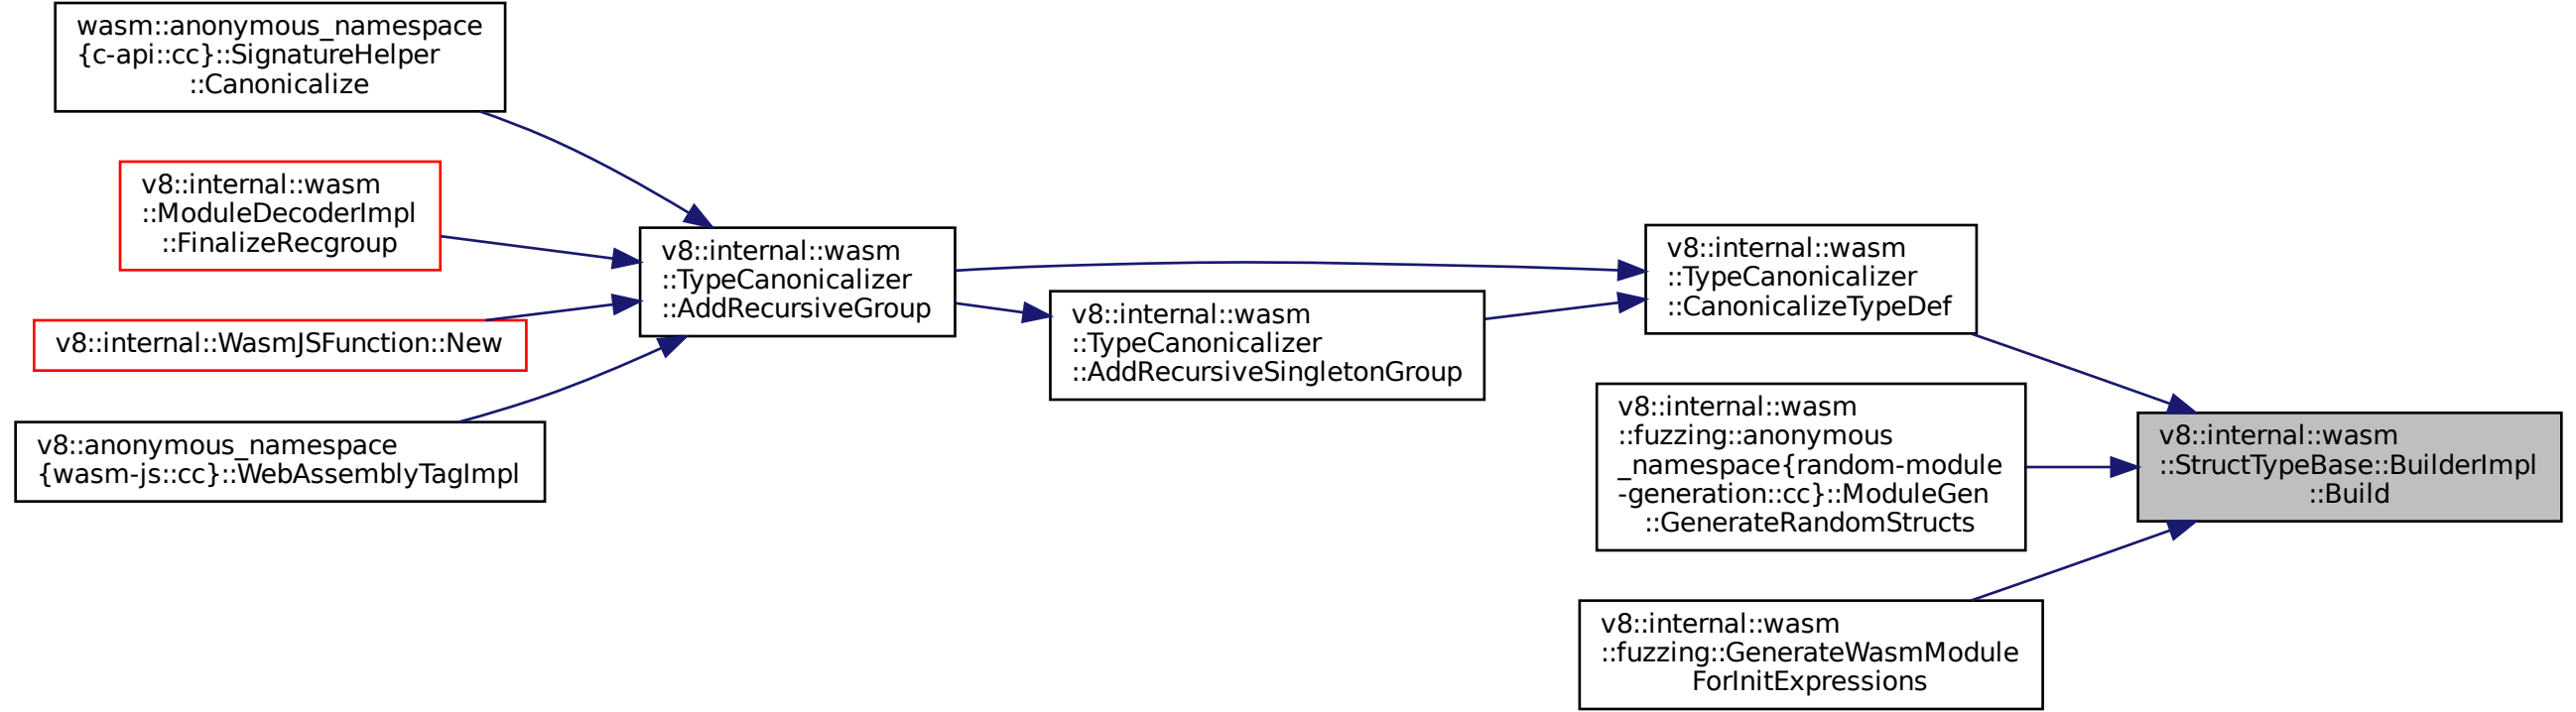 wasm::anonymous_namespace
{c-api::cc}::SignatureHelper
::Canonicalize
v8::internal::wasm
::ModuleDecoderImpl
::FinalizeRecgroup
v8::internal::WasmJSFunction::New
v8::anonymous_namespace
{wasm-js::cc}::WebAssemblyTagImpl
v8::internal::wasm
::TypeCanonicalizer
::AddRecursiveGroup
v8::internal::wasm
::TypeCanonicalizer
::AddRecursiveSingletonGroup
v8::internal::wasm
::TypeCanonicalizer
::CanonicalizeTypeDef
v8::internal::wasm
::fuzzing::anonymous
_namespace{random-module
-generation::cc}::ModuleGen
::GenerateRandomStructs
v8::internal::wasm
::fuzzing::GenerateWasmModule
ForInitExpressions
v8::internal::wasm
::StructTypeBase::BuilderImpl
::Build